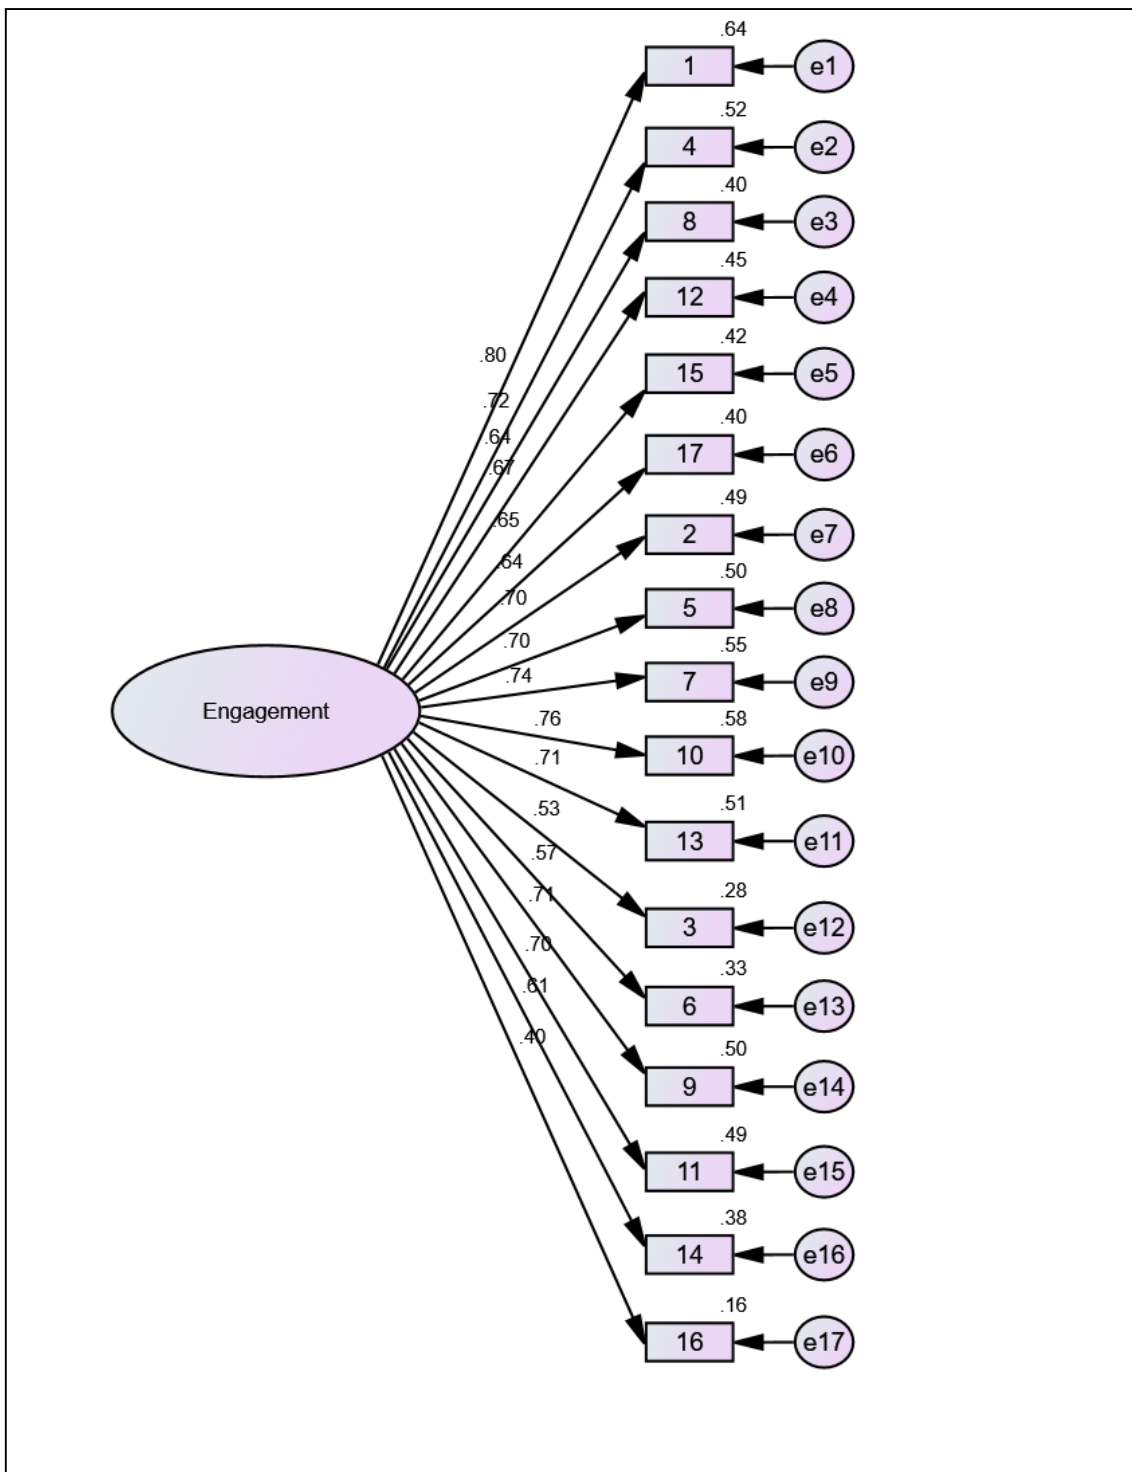 .64
1 e1
.52
4 e2
.40
8 e3
.45
12 e4
.42
15 e5
.40
17 e6
.49
2 e7
.50
5 e8
.55
7 e9
.58
10 e10
.51
13 e11
.28
3 e12
.33
6 e13
.50
9 e14
.49
11 e15
.38
14 e16
.16
16 e17
.80
.72
.64
.67
.65
.64
.70
.70
.74
.76
.71
.53
.57
.71
.70
.61
.40
Engagement